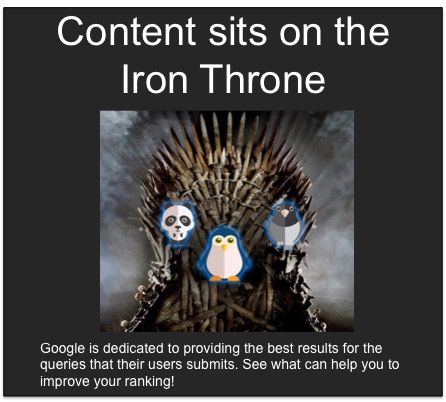 Content sits on the
Iron Throne
Google is dedicated to providing the best results for the
queries that their users submits. See what can help you to
improve your ranking!